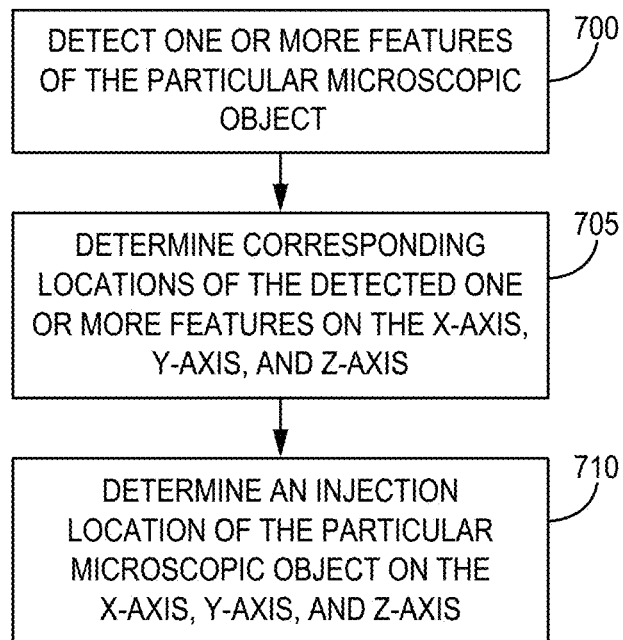 DETECT ONE OR MORE FEATURES
OF THE PARTICULAR MICROSCOPIC
OBJECT
700
DETERMINE CORRESPONDING
LOCATIONS OF THE DETECTED ONE
OR MORE FEATURES ON THE X-AXIS,
Y-AXIS, AND Z-AXIS
705
DETERMINE AN INJECTION
LOCATION OF THE PARTICULAR
MICROSCOPIC OBJECT ON THE
X-AXIS, Y-AXIS, AND Z-AXIS
710